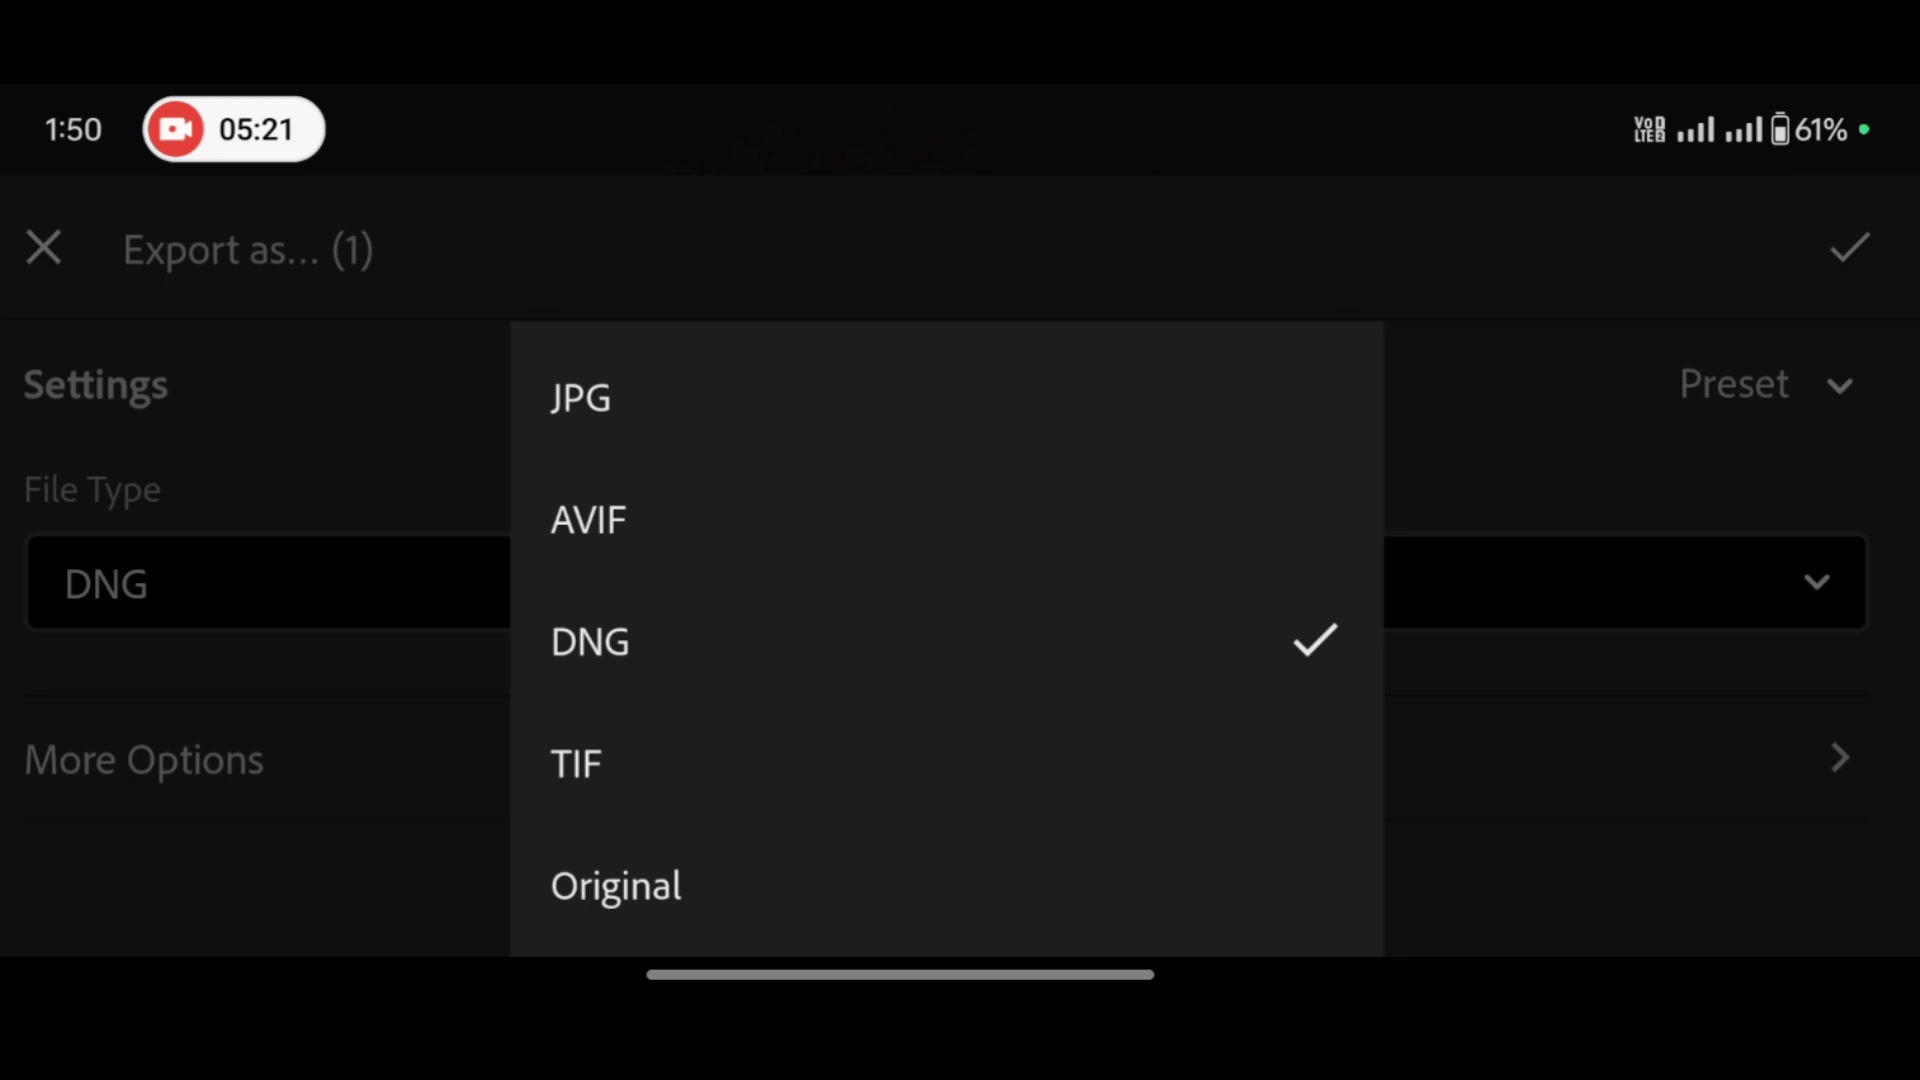 1:50 05:21 VoLTE2 61%
Export as... (1)
Settings
Preset
File Type
DNG
More Options
JPG
AVIF
DNG
TIF
Original